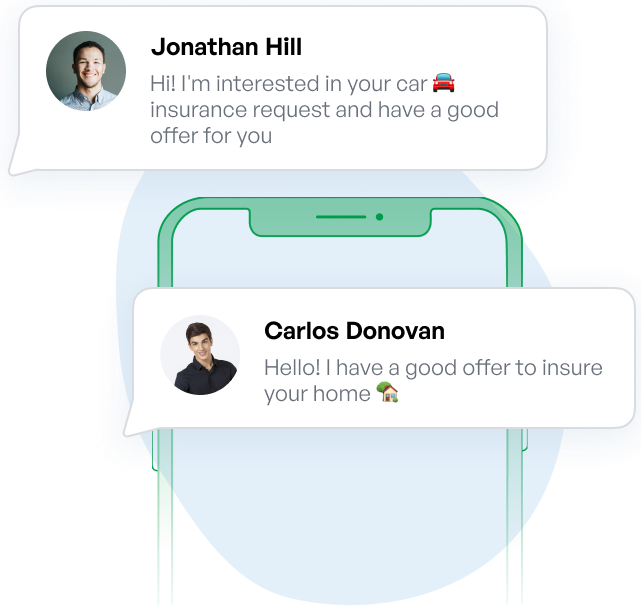 Jonathan Hill
Hi! I'm interested in your car 🚘
insurance request and have a good
offer for you
Carlos Donovan
Hello! I have a good offer to insure
your home 🏡